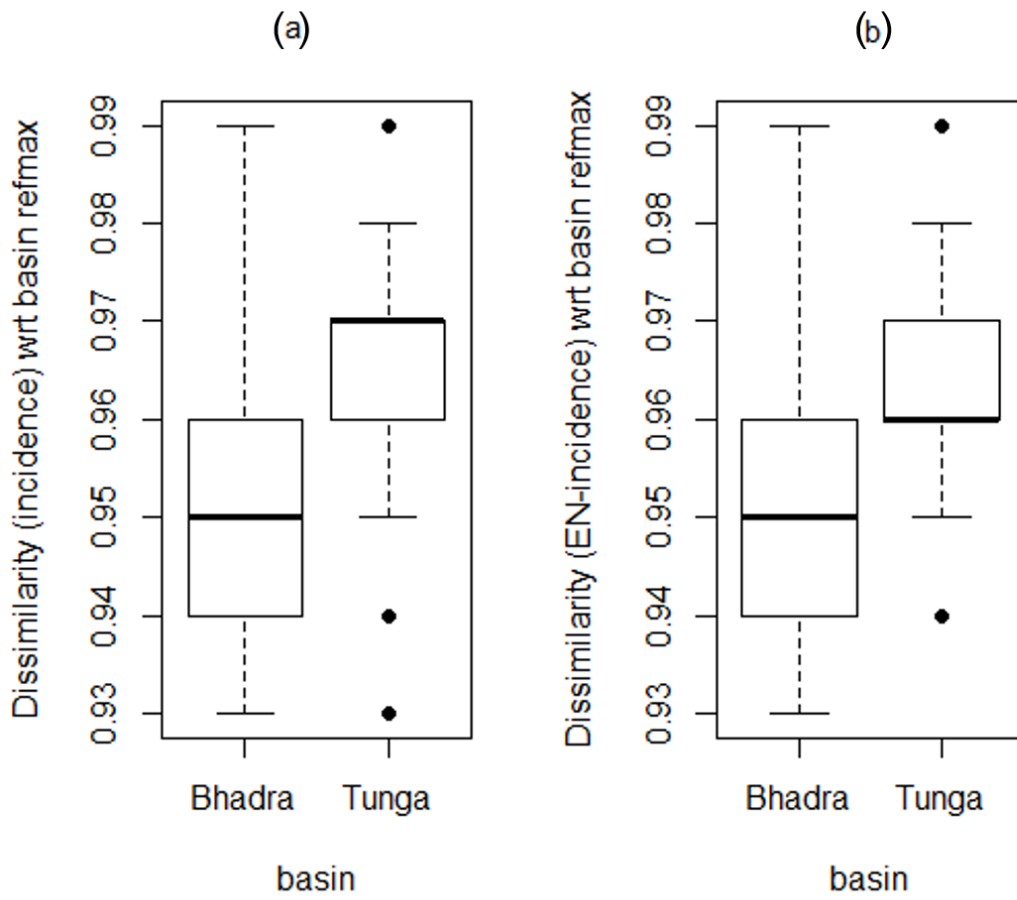 (a)
Dissimilarity (incidence) wrt basin refmax
0.99
0.98
0.97
0.96
0.95
0.94
0.93
Bhadra Tunga
basin
(b)
Dissimilarity (EN-incidence) wrt basin refmax
0.99
0.98
0.97
0.96
0.95
0.94
0.93
Bhadra Tunga
basin